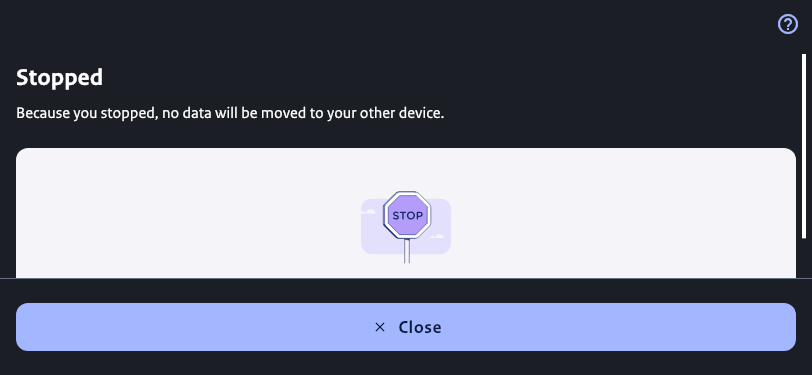 Stopped
Because you stopped, no data will be moved to your other device.
STOP
Close